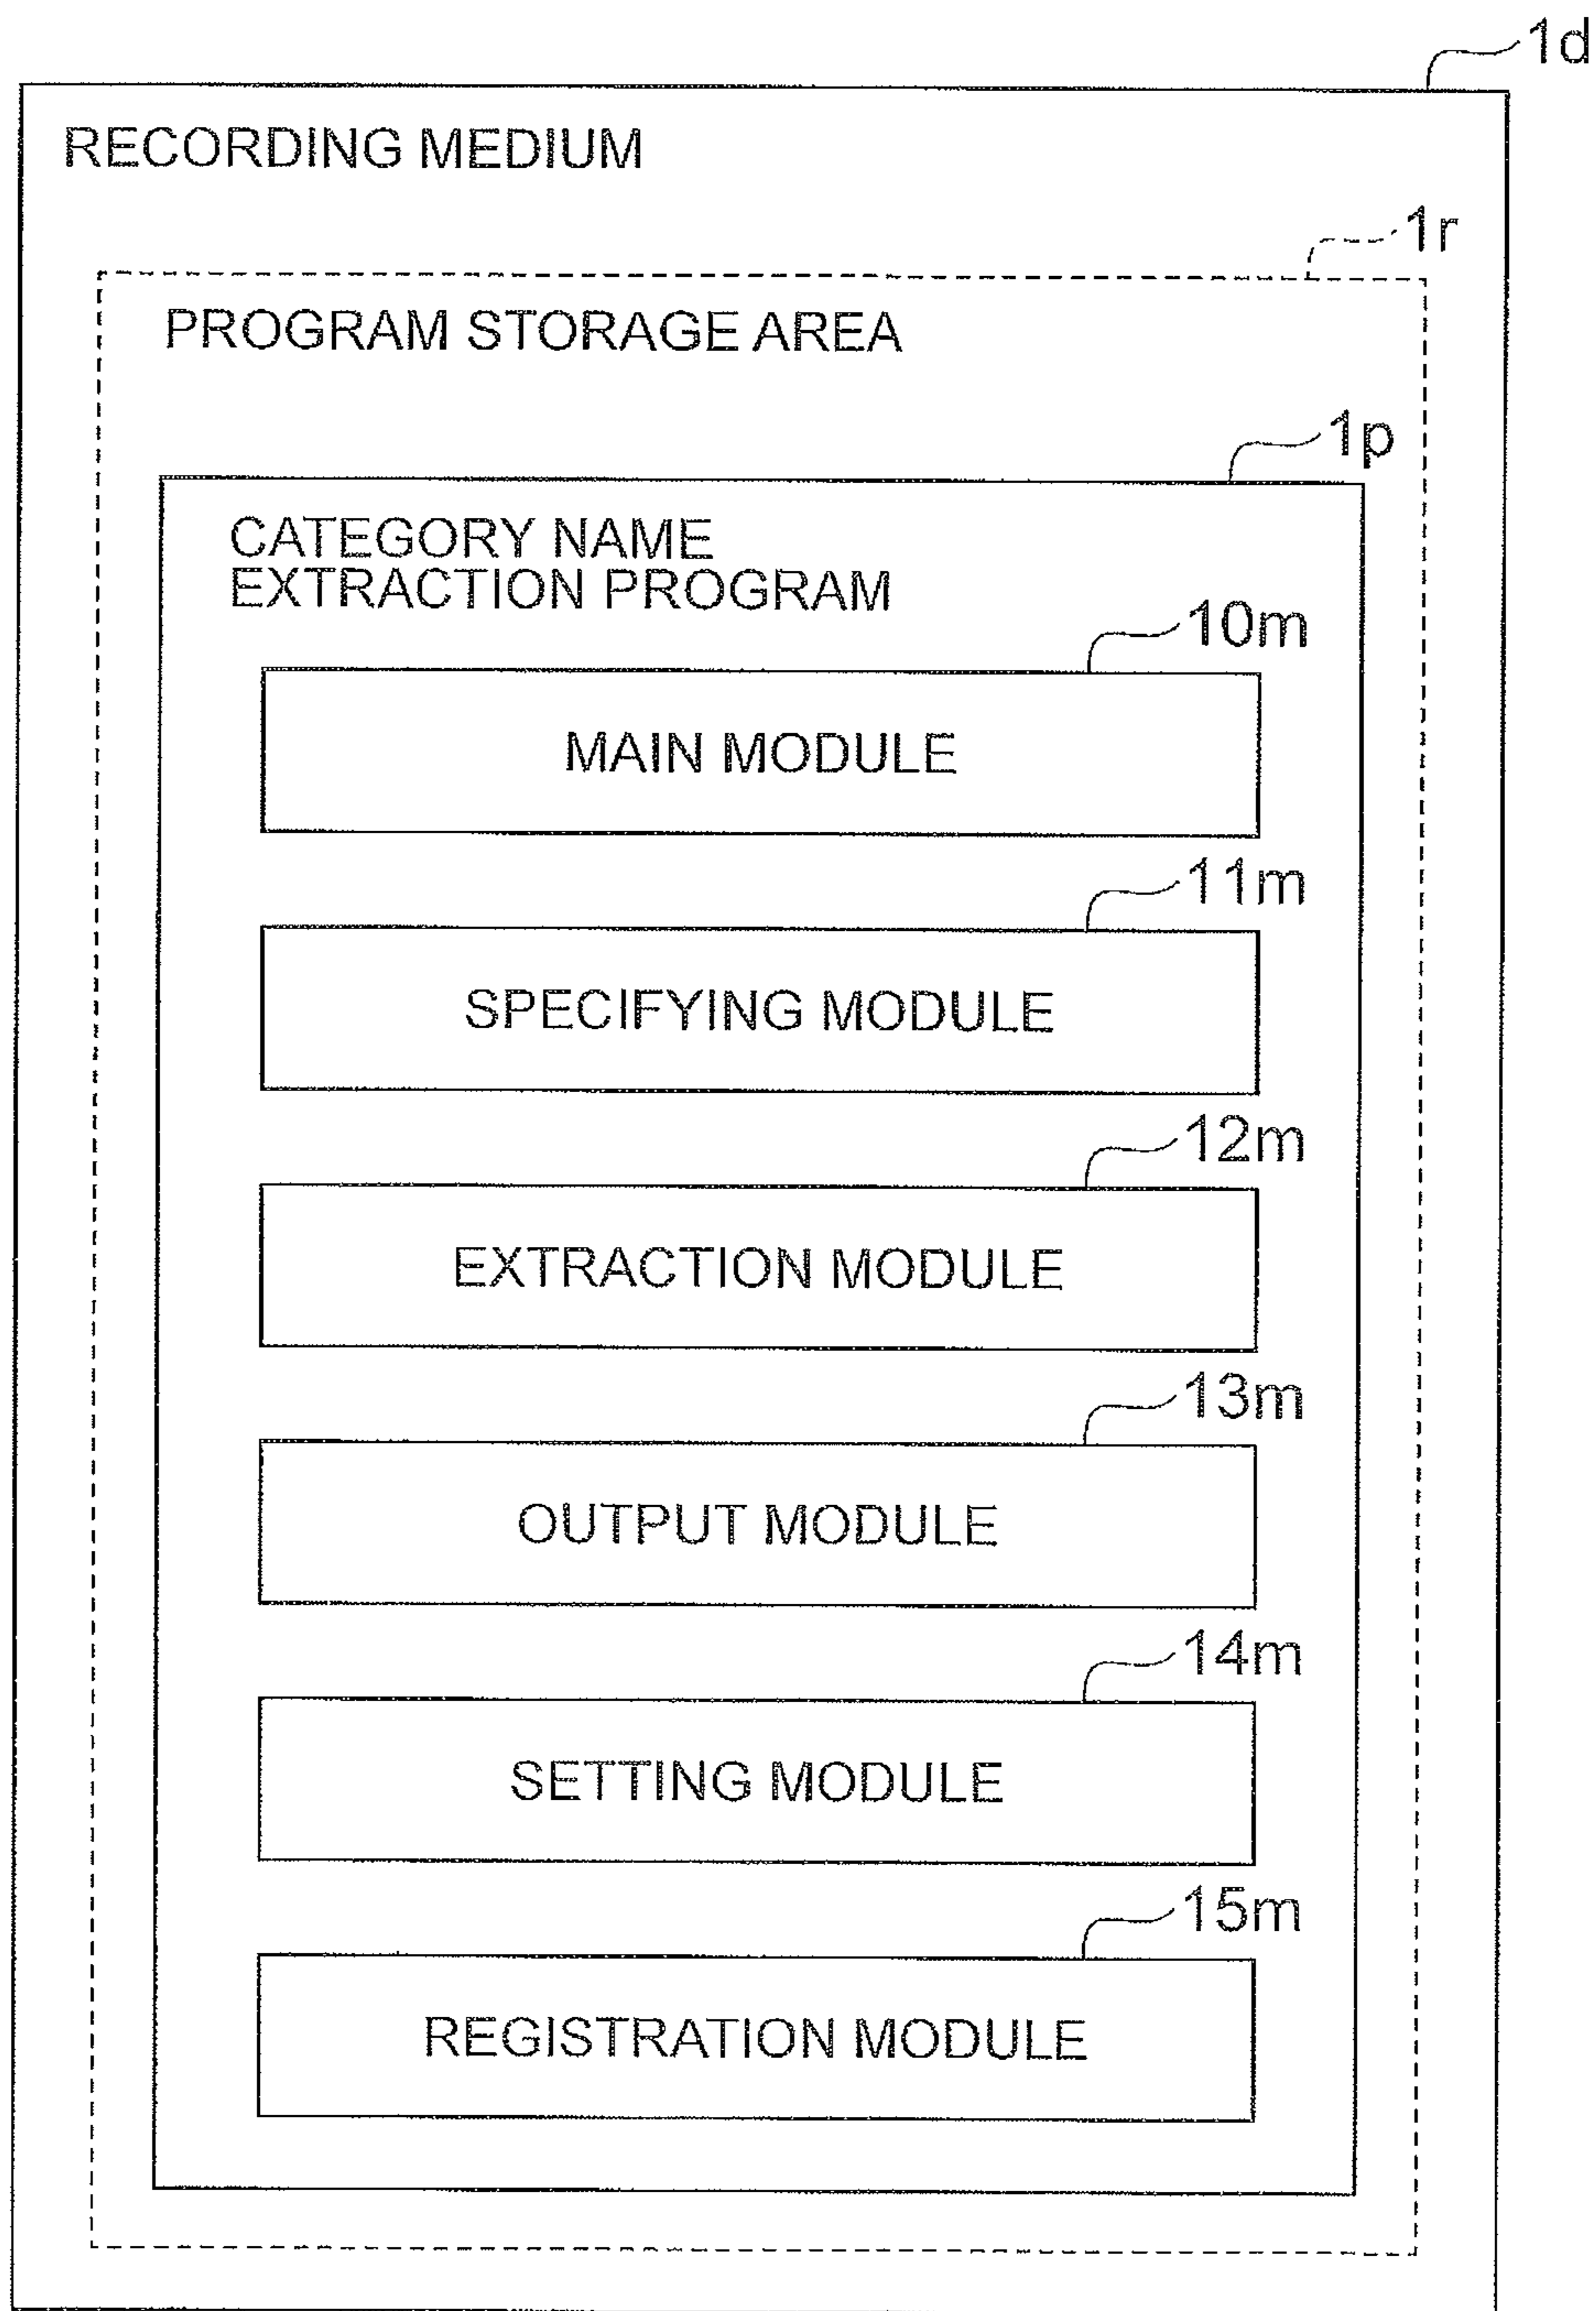 1d
RECORDING MEDIUM
1r
PROGRAM STORAGE AREA
1p
CATEGORY NAME
EXTRACTION PROGRAM
10m
MAIN MODULE
11m
SPECIFYING MODULE
12m
EXTRACTION MODULE
13m
OUTPUT MODULE
14m
SETTING MODULE
15m
REGISTRATION MODULE